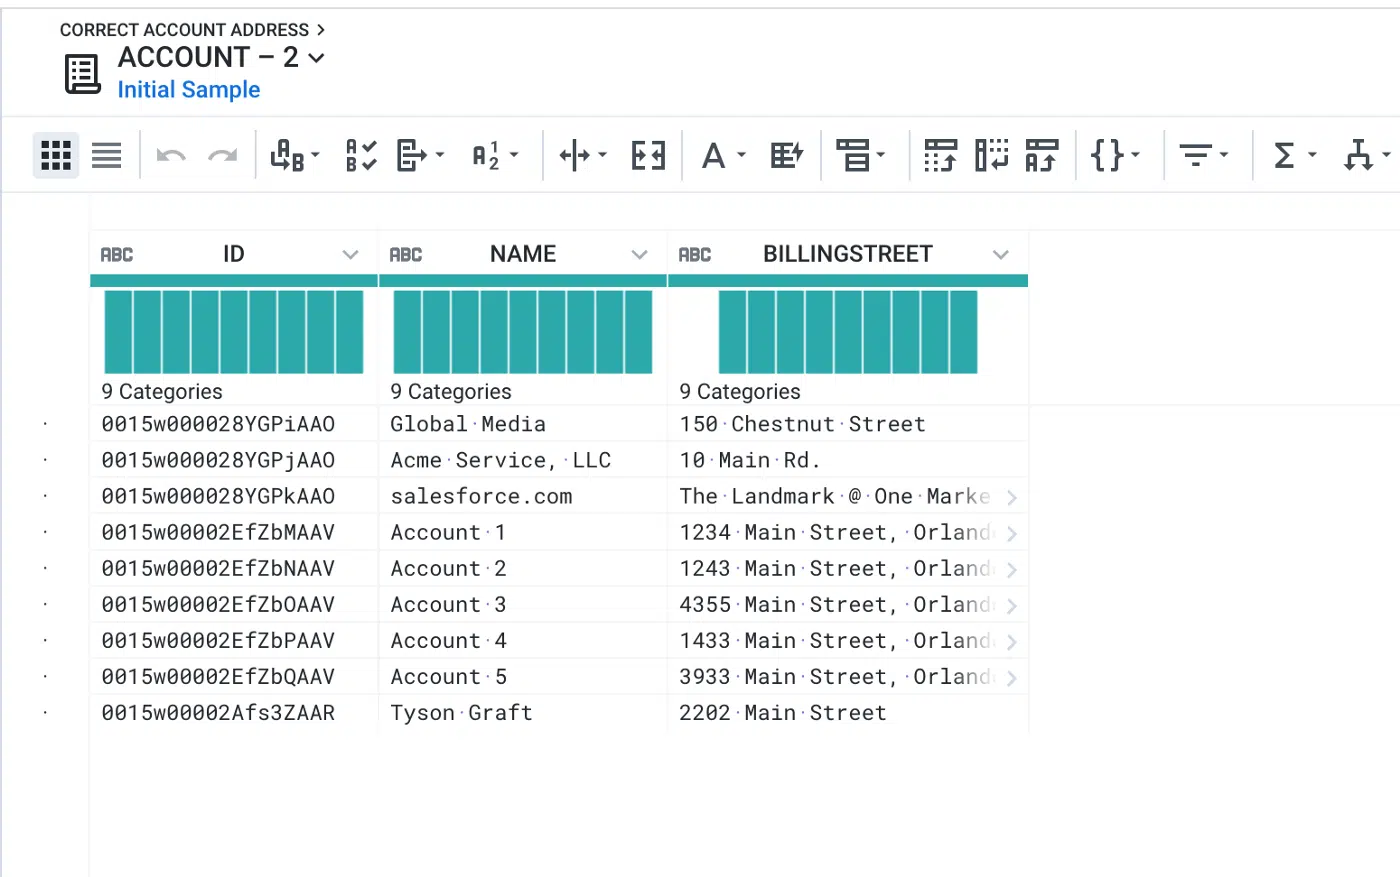 CORRECT ACCOUNT ADDRESS >
ACCOUNT – 2
Initial Sample
ABC ID ABC NAME ABC BILLINGSTREET
9 Categories 9 Categories 9 Categories
0015w000028YGPiAAO Global·Media 150·Chestnut·Street
0015w000028YGPjAAO Acme·Service,·LLC 10·Main·Rd.
0015w000028YGPkAAO salesforce.com The·Landmark·@·One·Marke
0015w00002EfZbMAAV Account·1 1234·Main·Street,·Orland
0015w00002EfZbNAAV Account·2 1243·Main·Street,·Orland
0015w00002EfZbOAAV Account·3 4355·Main·Street,·Orland
0015w00002EfZbPAAV Account·4 1433·Main·Street,·Orland
0015w00002EfZbQAAV Account·5 3933·Main·Street,·Orland
0015w00002Afs3ZAAR Tyson·Graft 2202·Main·Street